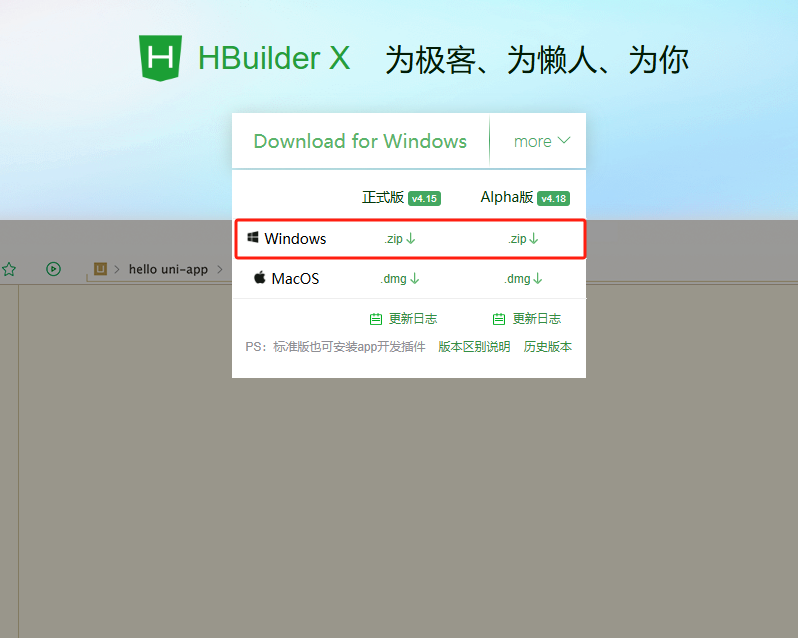 HBuilder X 为极客、为懒人、为你
Download for Windows more
正式版 v4.15 Alpha版 v4.18
Windows .zip .zip
MacOS .dmg .dmg
U hello uni-app
更新日志 更新日志
PS：标准版也可安装app开发插件 版本区别说明 历史版本